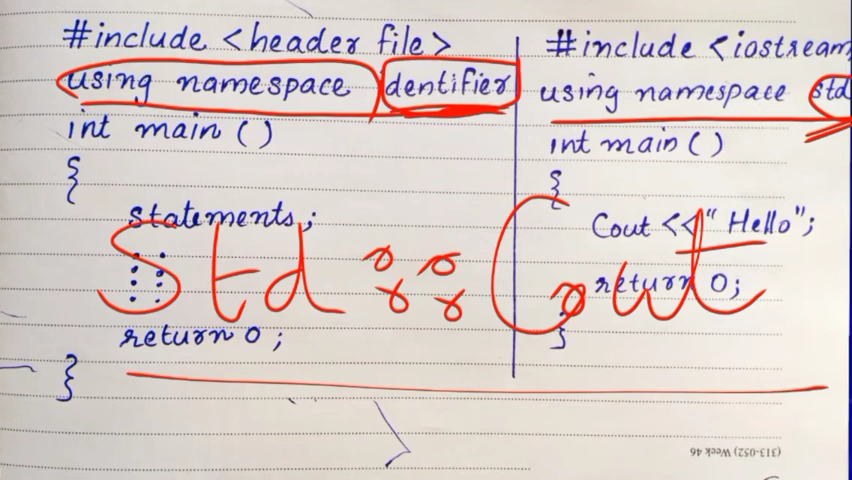 #include <header file>
using namespace identifier
int main ()
{
statements;
return 0;
}
#include <iostream
using namespace std
int main ()
{
Cout << "Hello";
return 0;
}
Std :: Cout
(313-052) Week 46